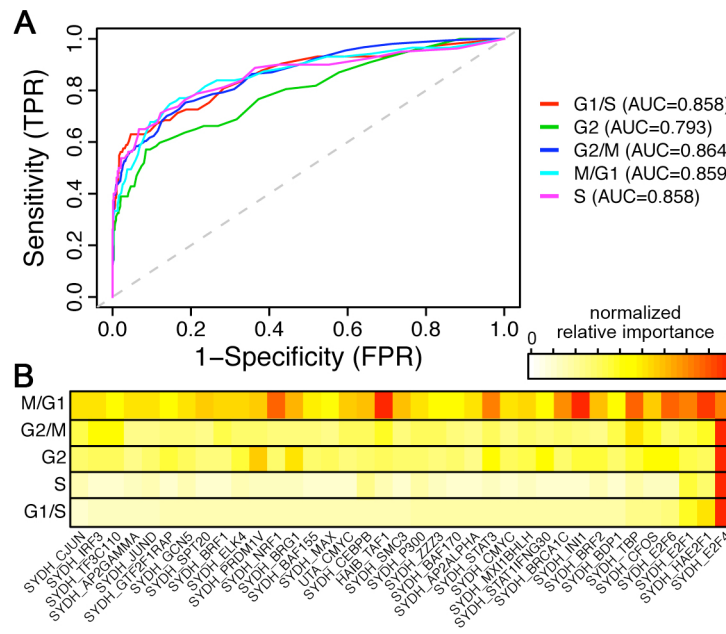 A
Sensitivity (TPR)
1.0
0.8
0.6
0.4
0.2
0.0
0.0
0.2
0.4
0.6
0.8
1.0
1−Specificity (FPR)
G1/S (AUC=0.858)
G2 (AUC=0.793)
G2/M (AUC=0.864)
M/G1 (AUC=0.859)
S (AUC=0.858)
normalized
relative importance
0
1
B
M/G1
G2/M
G2
S
G1/S
SYDH_CJUN
SYDH_IRF3
SYDH_TF3C110
SYDH_AP2GAMMA
SYDH_JUND
SYDH_GTF2F1RAP
SYDH_GCN5
SYDH_SPT20
SYDH_BRF1
SYDH_ELK4
SYDH_PRDM1V
SYDH_NRF1
SYDH_BRG1
SYDH_BAF155
SYDH_MAX
UTA_CMYC
SYDH_CEBPB
HAIB_TAF1
SYDH_SMC3
SYDH_P300
SYDH_ZZZ3
SYDH_BAF170
SYDH_AP2ALPHA
SYDH_STAT3
SYDH_CMYC
SYDH_MXI1BHLH
SYDH_STAT1IFNG30
SYDH_BRCA1C
SYDH_INI1
SYDH_BRF2
SYDH_BDP1
SYDH_TBP
SYDH_CFOS
SYDH_E2F6
SYDH_E2F1
SYDH_HAE2F1
SYDH_E2F4